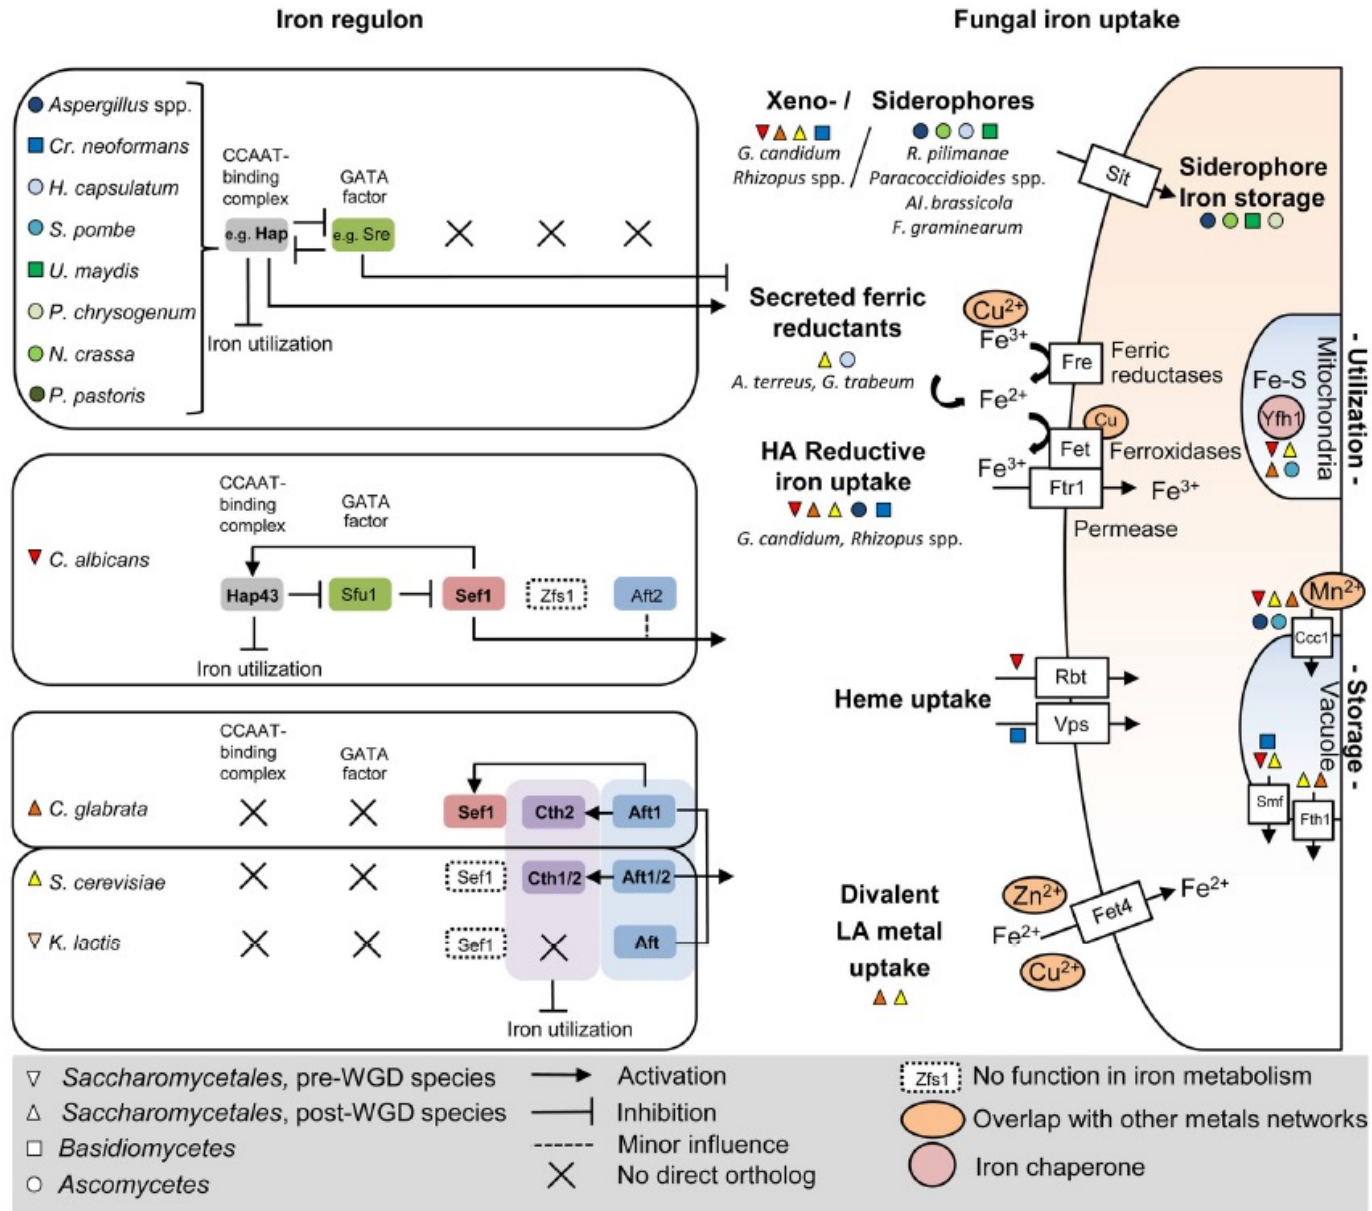 Iron regulon
Fungal iron uptake
Aspergillus spp.
Cr. neoformans
H. capsulatum
S. pombe
U. maydis
P. chrysogenum
N. crassa
P. pastoris
CCAAT-
binding
complex
GATA
factor
e.g. Hap
e.g. Sre
Iron utilization
C. albicans
CCAAT-
binding
complex
GATA
factor
Hap43
Sfu1
Sef1
Zfs1
Aft2
Iron utilization
CCAAT-
binding
complex
GATA
factor
C. glabrata
Sef1
Cth2
Aft1
S. cerevisiae
Sef1
Cth1/2
Aft1/2
K. lactis
Sef1
Aft
Iron utilization
Xeno- /
Siderophores
G. candidum
Rhizopus spp.
R. pilimanae
Paracoccidioides spp.
Al. brassicola
F. graminearum
Sit
Siderophore
Iron storage
Secreted ferric
reductants
A. terreus, G. trabeum
Cu2+
Fe3+
Fre
Ferric
reductases
Fe2+
Cu
Fet
Ferroxidases
HA Reductive
iron uptake
G. candidum, Rhizopus spp.
Fe3+
Ftr1
Fe3+
Permease
Fe-S
Yfh1
Mitochondria
- Utilization -
Heme uptake
Rbt
Vps
Mn2+
Ccc1
Vacuole
- Storage -
Smf
Fth1
Divalent
LA metal
uptake
Zn2+
Fe2+
Cu2+
Fet4
Fe2+
Saccharomycetales, pre-WGD species
Saccharomycetales, post-WGD species
Basidiomycetes
Ascomycetes
Activation
Inhibition
Minor influence
No direct ortholog
Zfs1
No function in iron metabolism
Overlap with other metals networks
Iron chaperone